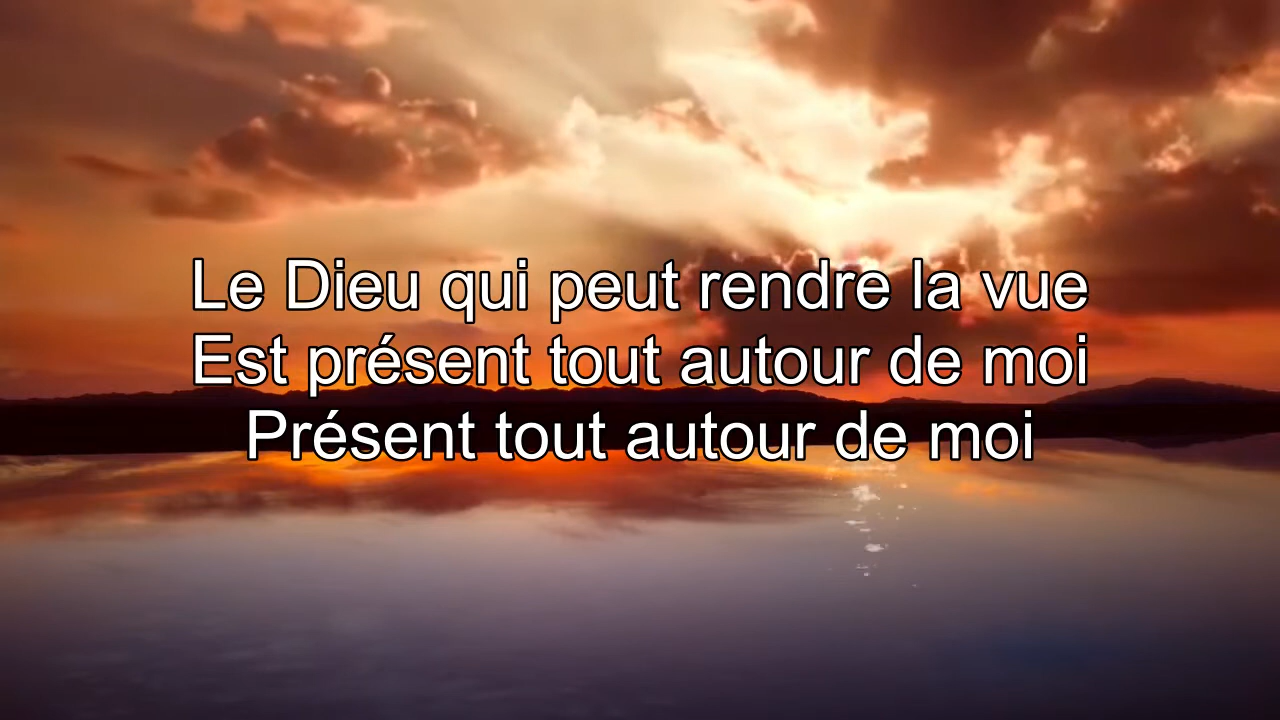 Le Dieu qui peut rendre la vue
Est présent tout autour de moi
Présent tout autour de moi